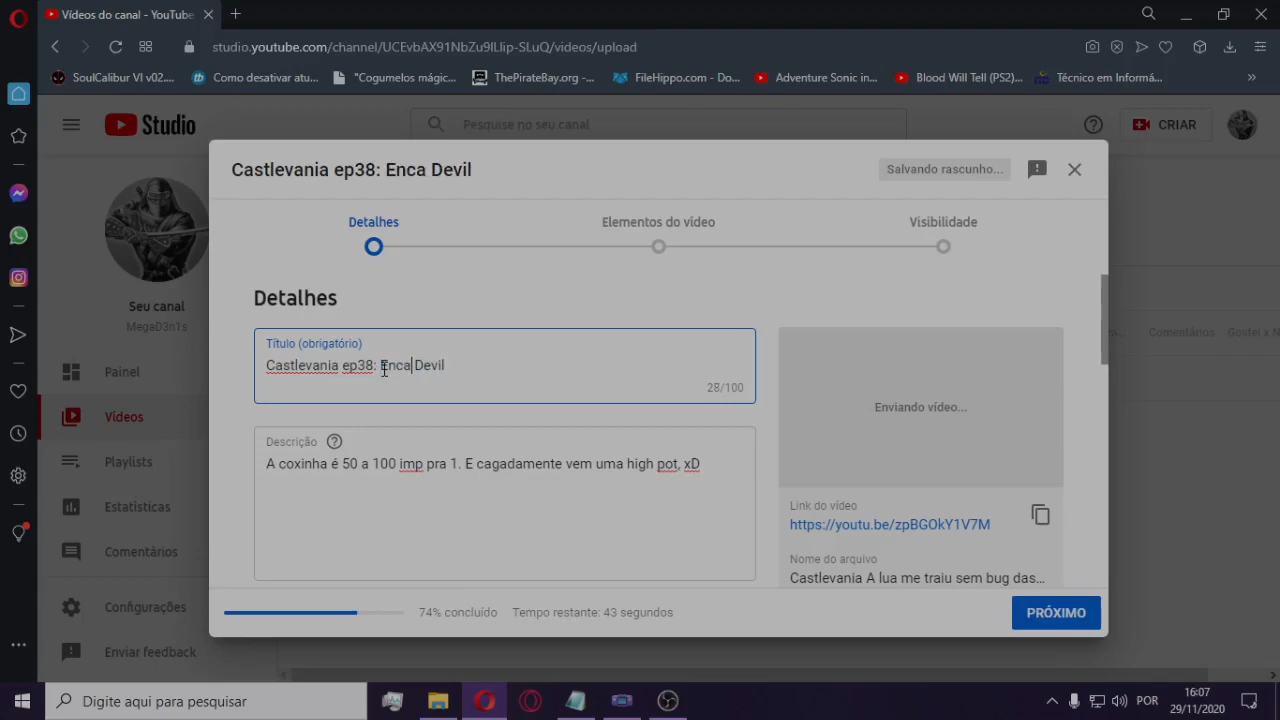 Vídeos do canal - YouTube
studio.youtube.com/channel/UCEvbAX91NbZu9lLlip-SLuQ/videos/upload
SoulCalibur VI v02....
Como desativar atu...
"Cogumelos mágic...
ThePirateBay.org -...
FileHippo.com - Do...
Adventure Sonic in...
Blood Will Tell (PS2)...
Técnico em Informá...
»
Studio
Pesquise no seu canal
CRIAR
Castlevania ep38: Enca Devil
Salvando rascunho...
Detalhes
Elementos do vídeo
Visibilidade
Seu canal
MegaD3n1s
Detalhes
Título (obrigatório)
Castlevania ep38: Enca Devil
28/100
Comentários
Gostei x N
Enviando vídeo...
Painel
Vídeos
Playlists
Estatísticas
Comentários
Configurações
Enviar feedback
Descrição
A coxinha é 50 a 100 imp pra 1. E cagadamente vem uma high pot, xD
Link do vídeo
https://youtu.be/zpBGOkY1V7M
Nome do arquivo
Castlevania A lua me traiu sem bug das...
74% concluído
Tempo restante: 43 segundos
PRÓXIMO
Digite aqui para pesquisar
POR
16:07
29/11/2020